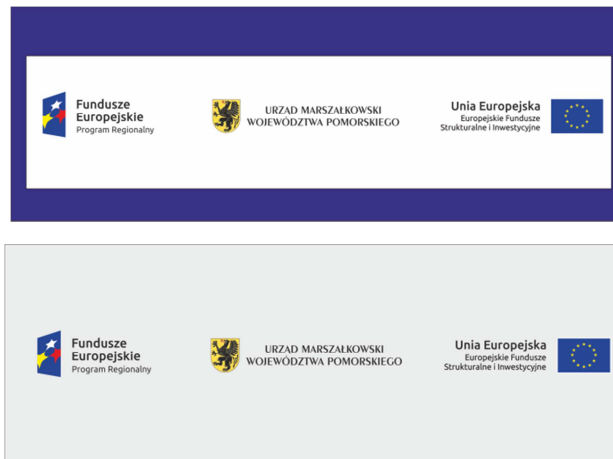 Fundusze
Europejskie
Program Regionalny
URZĄD MARSZAŁKOWSKI
WOJEWÓDZTWA POMORSKIEGO
Unia Europejska
Europejskie Fundusze
Strukturalne i Inwestycyjne
Fundusze
Europejskie
Program Regionalny
URZĄD MARSZAŁKOWSKI
WOJEWÓDZTWA POMORSKIEGO
Unia Europejska
Europejskie Fundusze
Strukturalne i Inwestycyjne